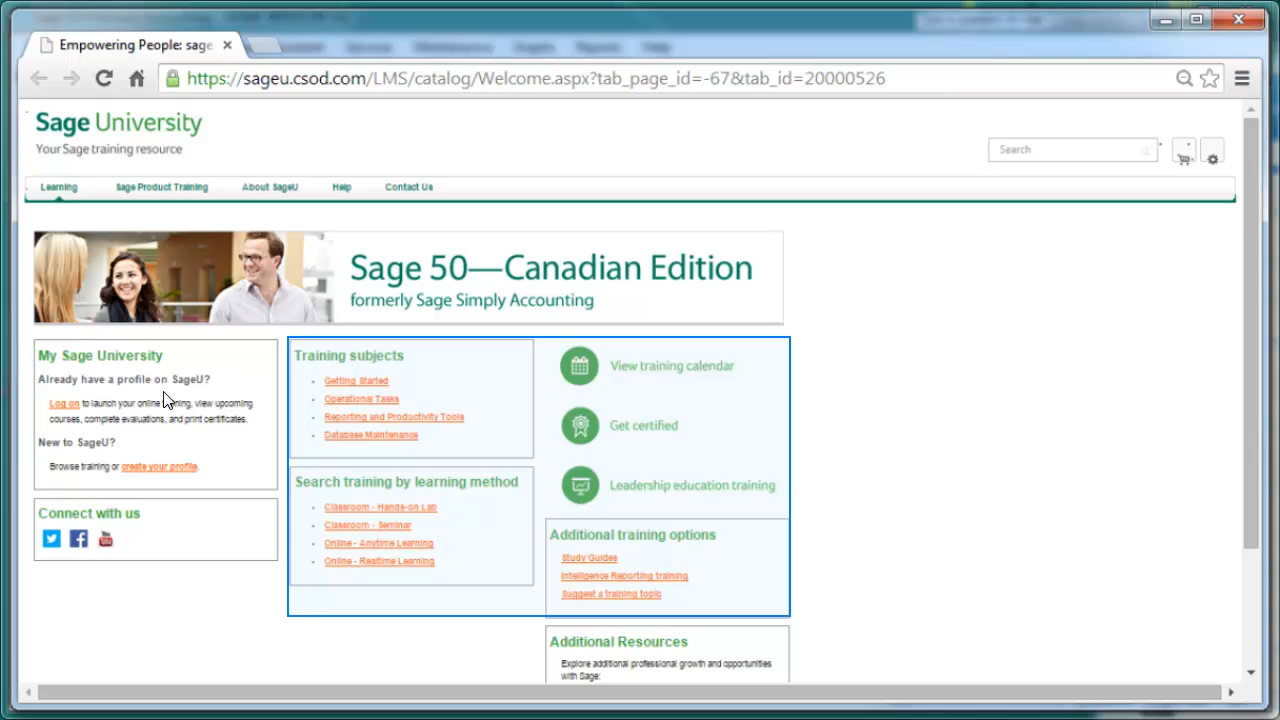 Empowering People: sage
https://sageu.csod.com/LMS/catalog/Welcome.aspx?tab_page_id=-67&tab_id=20000526
Sage University
Your Sage training resource
Search
Learning
Sage Product Training
About SageU
Help
Contact Us
Sage 50—Canadian Edition
formerly Sage Simply Accounting
My Sage University
Already have a profile on SageU?
Log on to launch your online training, view upcoming
courses, complete evaluations, and print certificates.
New to SageU?
Browse training or create your profile.
Connect with us
You
Training subjects
Getting Started
Operational Tasks
Reporting and Productivity Tools
Database Maintenance
Search training by learning method
Classroom - Hands-on Lab
Classroom - Seminar
Online - Anytime Learning
Online - Realtime Learning
View training calendar
Get certified
Leadership education training
Additional training options
Study Guides
Intelligence Reporting training
Suggest a training topic
Additional Resources
Explore additional professional growth and opportunities
with Sage: